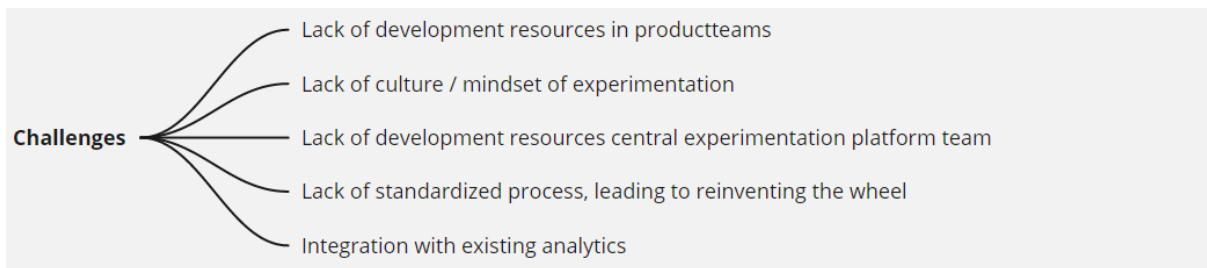 Lack of development resources in productteams
Lack of culture / mindset of experimentation
Challenges
Lack of development resources central experimentation platform team
Lack of standardized process, leading to reinventing the wheel
Integration with existing analytics